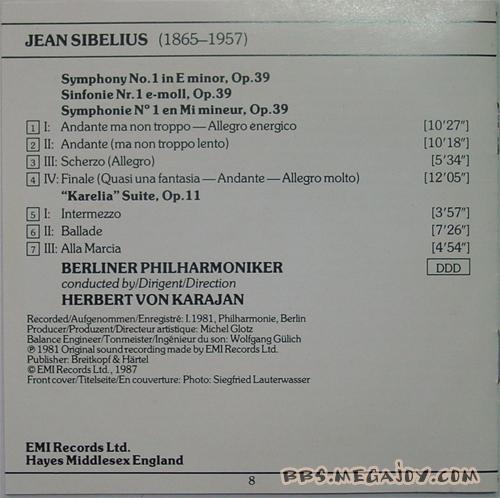 JEAN SIBELIUS (1865–1957)
Symphony No. 1 in E minor, Op. 39
Sinfonie Nr. 1 e-moll, Op. 39
Symphonie N° 1 en Mi mineur, Op. 39
1 I: Andante ma non troppo — Allegro energico [10'27"]
2 II: Andante (ma non troppo lento) [10'18"]
3 III: Scherzo (Allegro) [5'34"]
4 IV: Finale (Quasi una fantasia — Andante — Allegro molto) [12'05"]
“Karelia” Suite, Op. 11
5 I: Intermezzo [3'57"]
6 II: Ballade [7'26"]
7 III: Alla Marcia [4'54"]
BERLINER PHILHARMONIKER DDD
conducted by/Dirigent/Direction
HERBERT VON KARAJAN
Recorded/Aufgenommen/Enregistré: I.1981, Philharmonie, Berlin
Producer/Produzent/Directeur artistique: Michel Glotz
Balance Engineer/Tonmeister/Ingénieur du son: Wolfgang Gülich
℗ 1981 Original sound recording made by EMI Records Ltd.
Publisher: Breitkopf & Härtel
© EMI Records Ltd., 1987
Front cover/Titelseite/En couverture: Photo: Siegfried Lauterwasser
EMI Records Ltd.
Hayes Middlesex England
8
BBS.MEGAJOY.COM